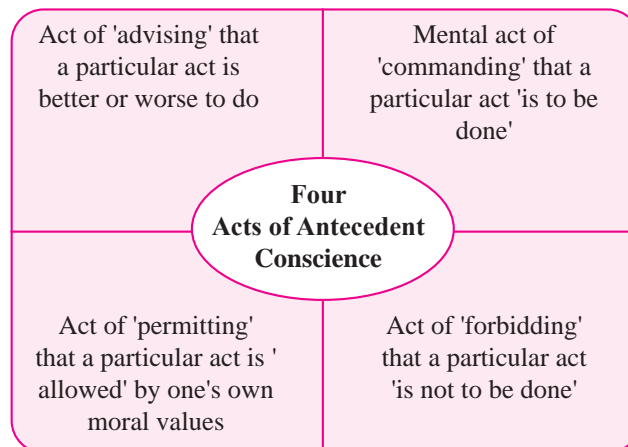 Act of 'advising' that
a particular act is
better or worse to do
Mental act of
'commanding' that a
particular act 'is to be
done'
Four
Acts of Antecedent
Conscience
Act of 'permitting'
that a particular act is '
allowed' by one's own
moral values
Act of 'forbidding'
that a particular act
'is not to be done'